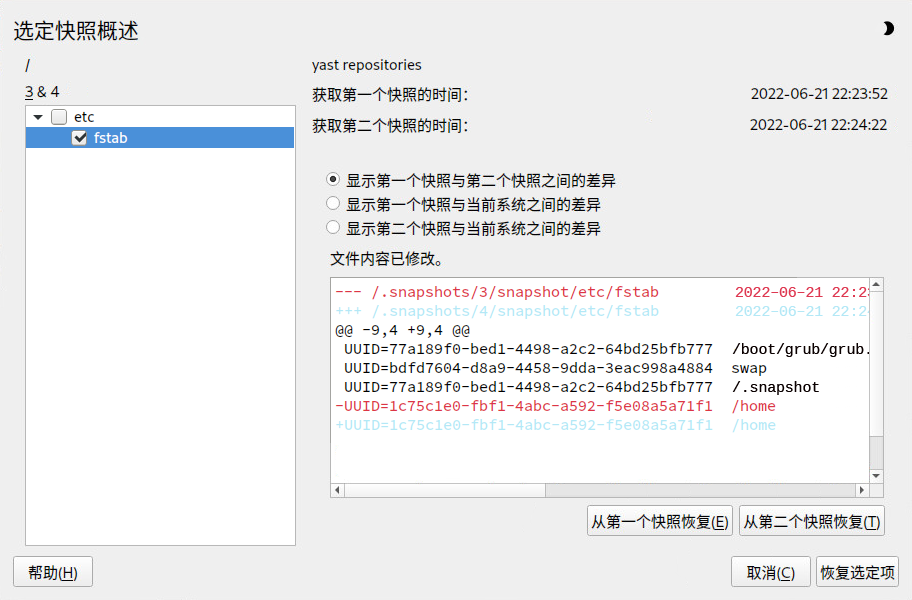 选定快照概述
/
3 & 4
etc
fstab
yast repositories
获取第一个快照的时间： 2022-06-21 22:23:52
获取第二个快照的时间： 2022-06-21 22:24:22
显示第一个快照与第二个快照之间的差异
显示第一个快照与当前系统之间的差异
显示第二个快照与当前系统之间的差异
文件内容已修改。
--- /.snapshots/3/snapshot/etc/fstab 2022-06-21 22:23
+++ /.snapshots/4/snapshot/etc/fstab 2022-06-21 22:24
@@ -9,4 +9,4 @@
UUID=77a189f0-bed1-4498-a2c2-64bd25bfb777 /boot/grub/grub.
UUID=bdfd7604-d8a9-4458-9dda-3eac998a4884 swap
UUID=77a189f0-bed1-4498-a2c2-64bd25bfb777 /.snapshot
-UUID=1c75c1e0-fbf1-4abc-a592-f5e08a5a71f1 /home
+UUID=1c75c1e0-fbf1-4abc-a592-f5e08a5a71f1 /home
从第一个快照恢复(E) 从第二个快照恢复(T)
帮助(H) 取消(C) 恢复选定项